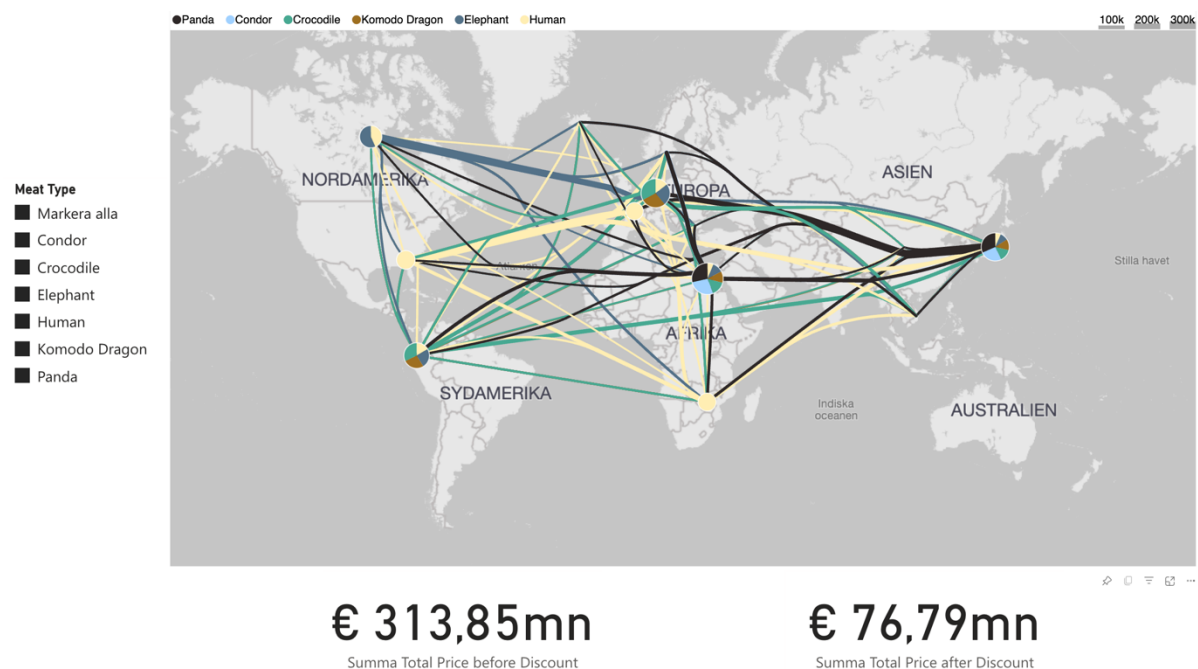 Panda Condor Crocodile Komodo Dragon Elephant Human
100k 200k 300k
Meat Type
Markera alla
Condor
Crocodile
Elephant
Human
Komodo Dragon
Panda
NORDAMERIKA
EUROPA
ASIEN
Atlanten
Stilla havet
AFRIKA
SYDAMERIKA
Indiska
oceanen
AUSTRALIEN
€ 313,85mn
Summa Total Price before Discount
€ 76,79mn
Summa Total Price after Discount